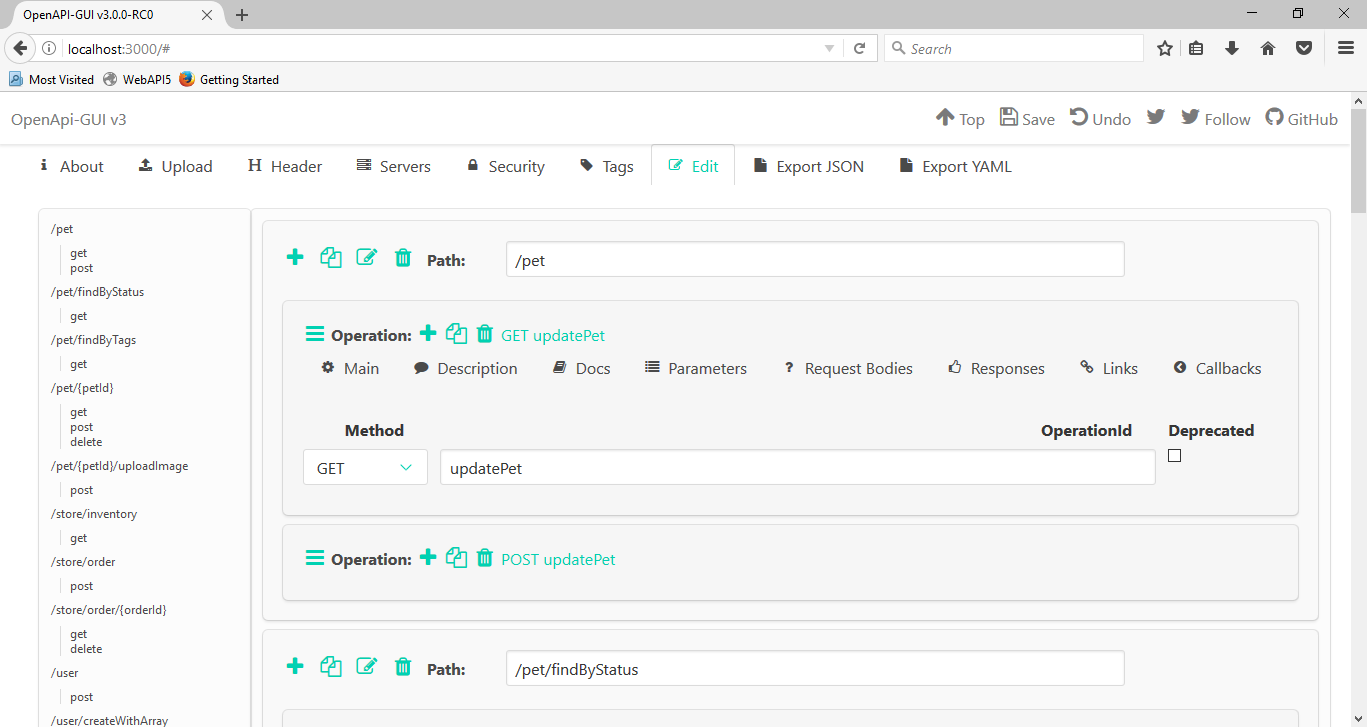 OpenAPI-GUI v3.0.0-RC0
localhost:3000/#
Search
Most Visited WebAPI5 Getting Started
OpenApi-GUI v3
Top Save Undo Follow GitHub
About Upload Header Servers Security Tags Edit Export JSON Export YAML
/pet
get
post
/pet/findByStatus
get
/pet/findByTags
get
/pet/{petId}
get
post
delete
/pet/{petId}/uploadImage
post
/store/inventory
get
/store/order
post
/store/order/{orderId}
get
delete
/user
post
/user/createWithArray
Path: /pet
Operation: GET updatePet
Main Description Docs Parameters Request Bodies Responses Links Callbacks
Method OperationId Deprecated
GET updatePet
Operation: POST updatePet
Path: /pet/findByStatus